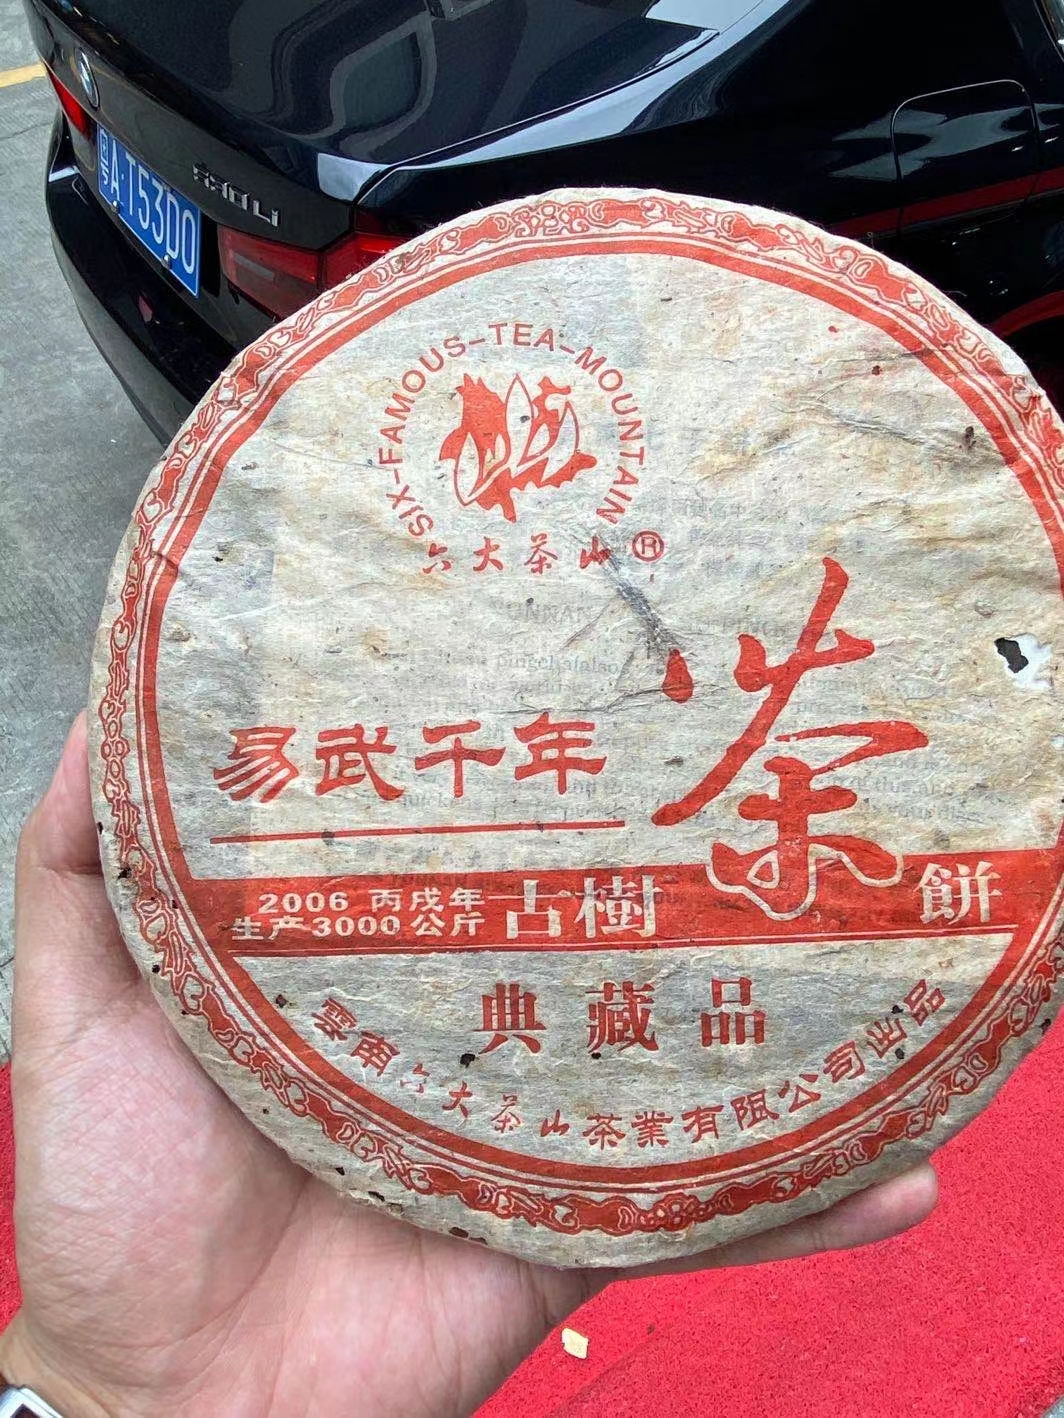 粤A·T53D0
530Li
SIX-FAMOUS-TEA-MOUNTAIN
六大茶山®
易武千年
茶
2006 丙戌年
生产3000公斤
古樹
餅
典藏品
雲南六大茶山茶業有限公司出品